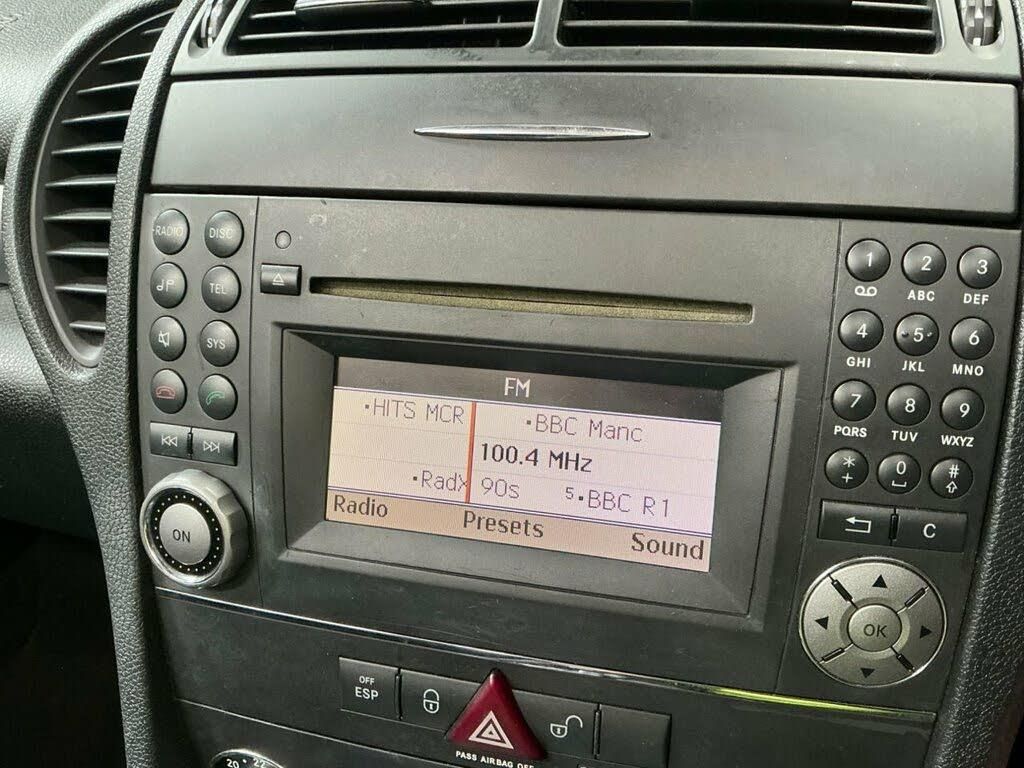 RADIO DISC
TEL
SYS
FM
•HITS MCR •BBC Manc
100.4 MHz
•RadX 90s 5•BBC R1
Radio Presets Sound
ON
1 2 3
ABC DEF
4 5 6
GHI JKL MNO
7 8 9
PQRS TUV WXYZ
* 0 #
+
C
OK
OFF
ESP
PASS AIRBAG OFF
20 22